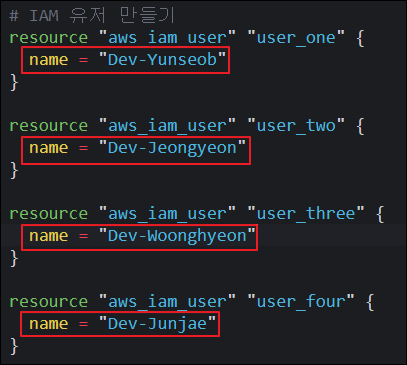 # IAM 유저 만들기
resource "aws_iam_user" "user_one" {
  name = "Dev-Yunseob"
}
resource "aws_iam_user" "user_two" {
  name = "Dev-Jeongyeon"
}
resource "aws_iam_user" "user_three" {
  name = "Dev-Woonghyeon"
}
resource "aws_iam_user" "user_four" {
  name = "Dev-Junjae"
}